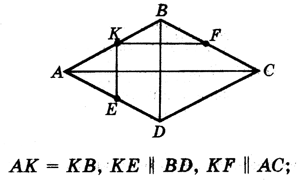 B
K
F
A
C
E
D
AK = KB, KE ∥ BD, KF ∥ AC;